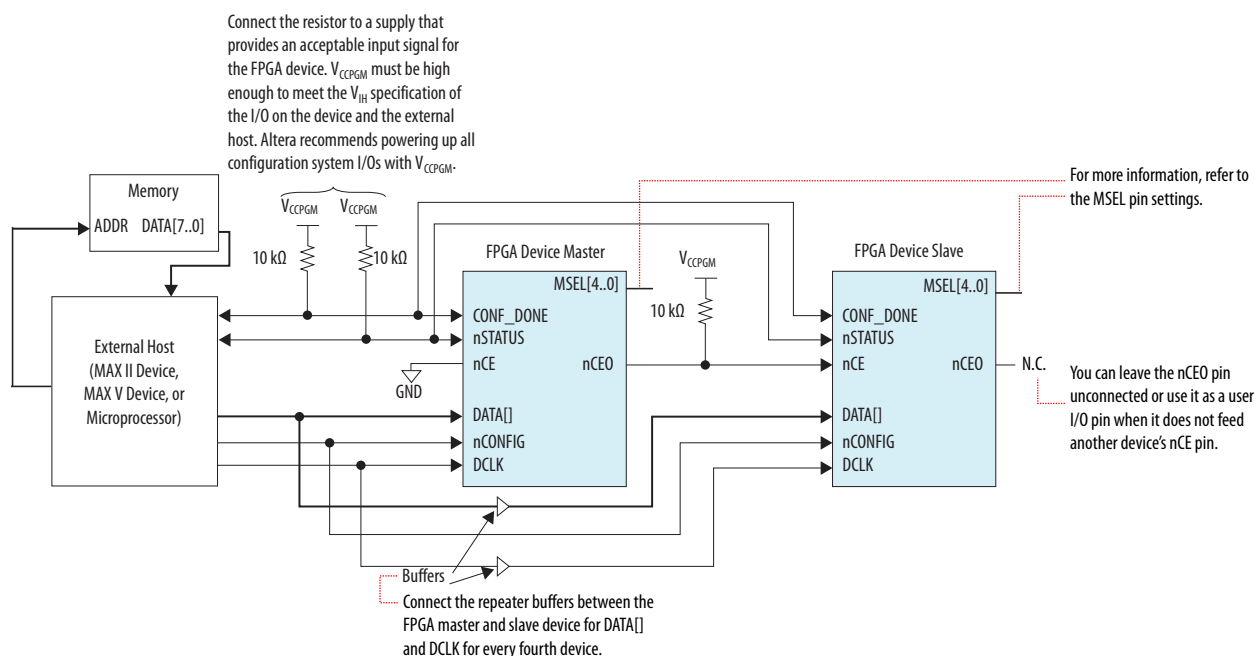 Connect the resistor to a supply that
provides an acceptable input signal for
the FPGA device. VCCPGM must be high
enough to meet the VIH specification of
the I/O on the device and the external
host. Altera recommends powering up all
configuration system I/Os with VCCPGM.
Memory
ADDR DATA[7..0]
VCCPGM VCCPGM
10 kΩ 10 kΩ
External Host
(MAX II Device,
MAX V Device, or
Microprocessor)
GND
FPGA Device Master
MSEL[4..0]
CONF_DONE
nSTATUS
nCE nCEO
DATA[]
nCONFIG
DCLK
VCCPGM
10 kΩ
FPGA Device Slave
MSEL[4..0]
CONF_DONE
nSTATUS
nCE nCEO
DATA[]
nCONFIG
DCLK
N.C.
For more information, refer to
the MSEL pin settings.
You can leave the nCEO pin
unconnected or use it as a user
I/O pin when it does not feed
another device’s nCE pin.
Buffers
Connect the repeater buffers between the
FPGA master and slave device for DATA[]
and DCLK for every fourth device.